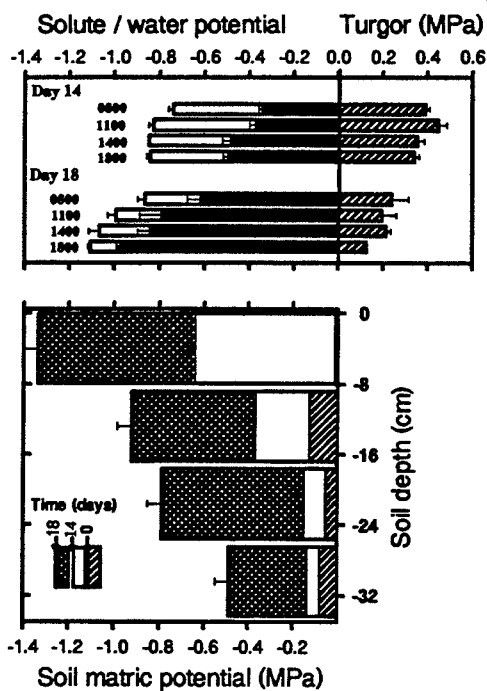 Solute / water potential Turgor (MPa)
-1.4 -1.2 -1.0 -0.8 -0.6 -0.4 -0.2 0.0 0.2 0.4 0.6
Day 14
0800
1100
1400
1800
Day 18
0800
1100
1400
1800
0
-8
-16
-24
-32
Soil depth (cm)
Time (days)
18 14 0
-1.4 -1.2 -1.0 -0.8 -0.6 -0.4 -0.2
Soil matric potential (MPa)